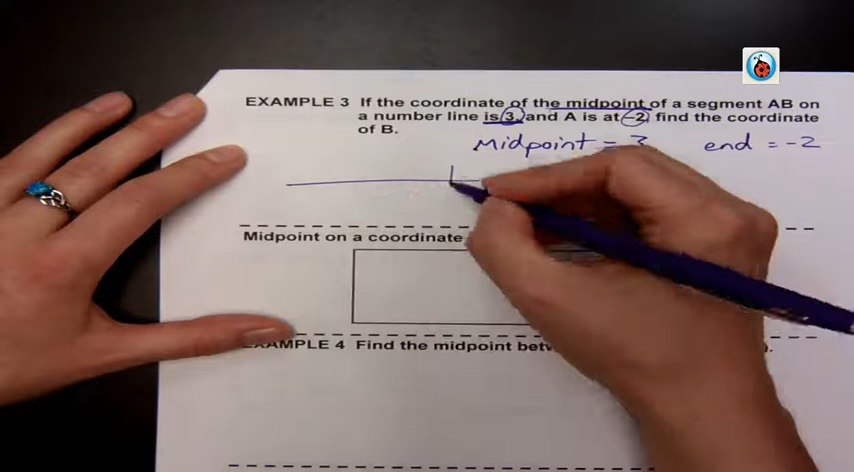 EXAMPLE 3 If the coordinate of the midpoint of a segment AB on
a number line is 3 and A is at -2 find the coordinate
of B.
Midpoint = 3 end = -2
Midpoint on a coordinate
EXAMPLE 4 Find the midpoint